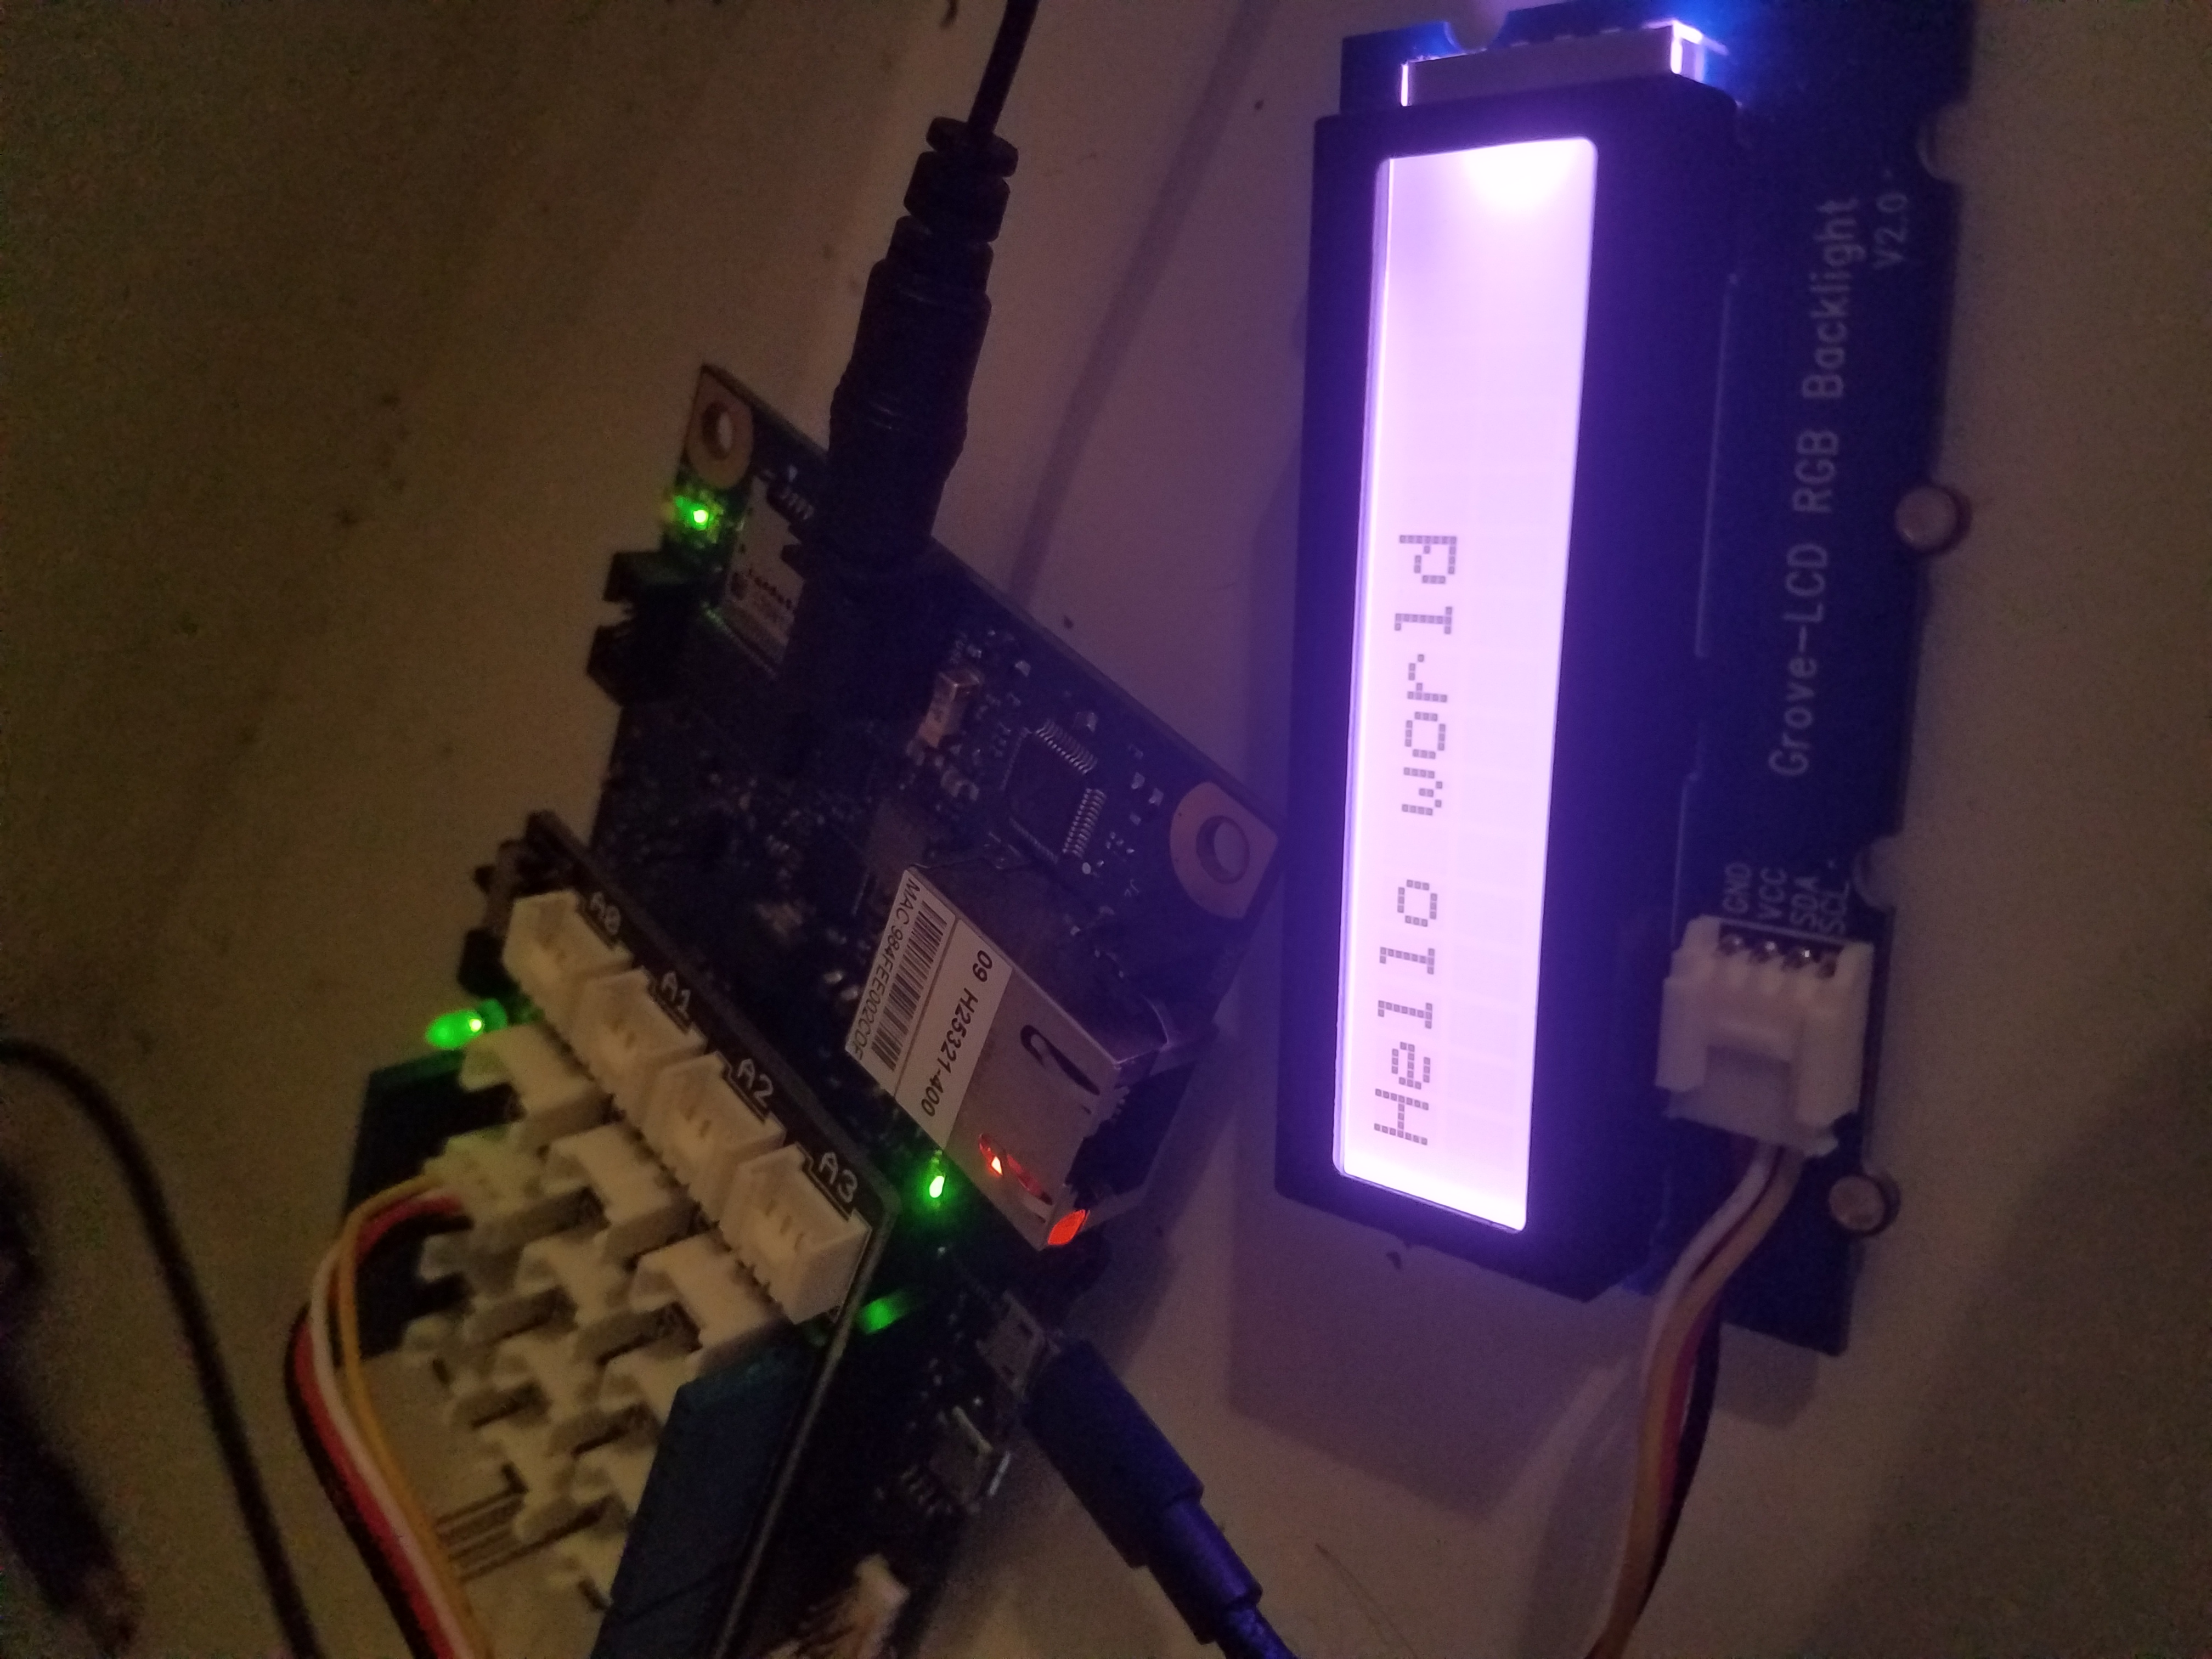 A0
A1
A2
A3
MAC 984FEE002CDF
09 H25321-400
Hello world
GND
VCC
SDA
SCL
Grove-LCD RGB Backlight
V2.0